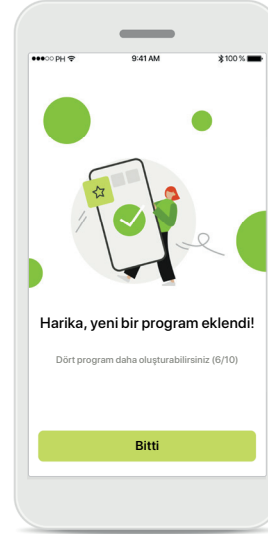 ●●●○○ PH 9:41 AM 100 %
Harika, yeni bir program eklendi!
Dört program daha oluşturabilirsiniz (6/10)
Bitti